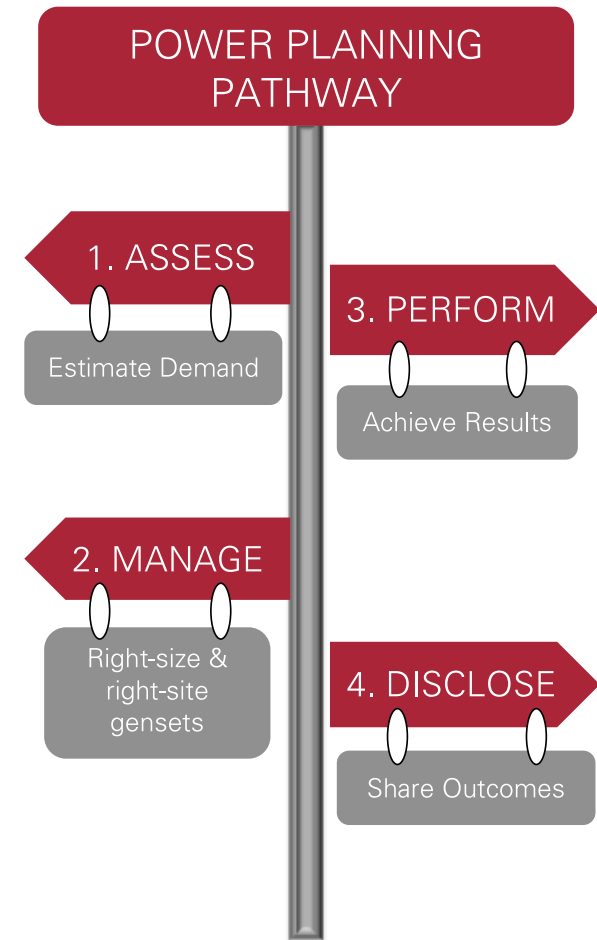 POWER PLANNING
PATHWAY
1. ASSESS
Estimate Demand
2. MANAGE
Right-size &
right-site
gensets
3. PERFORM
Achieve Results
4. DISCLOSE
Share Outcomes